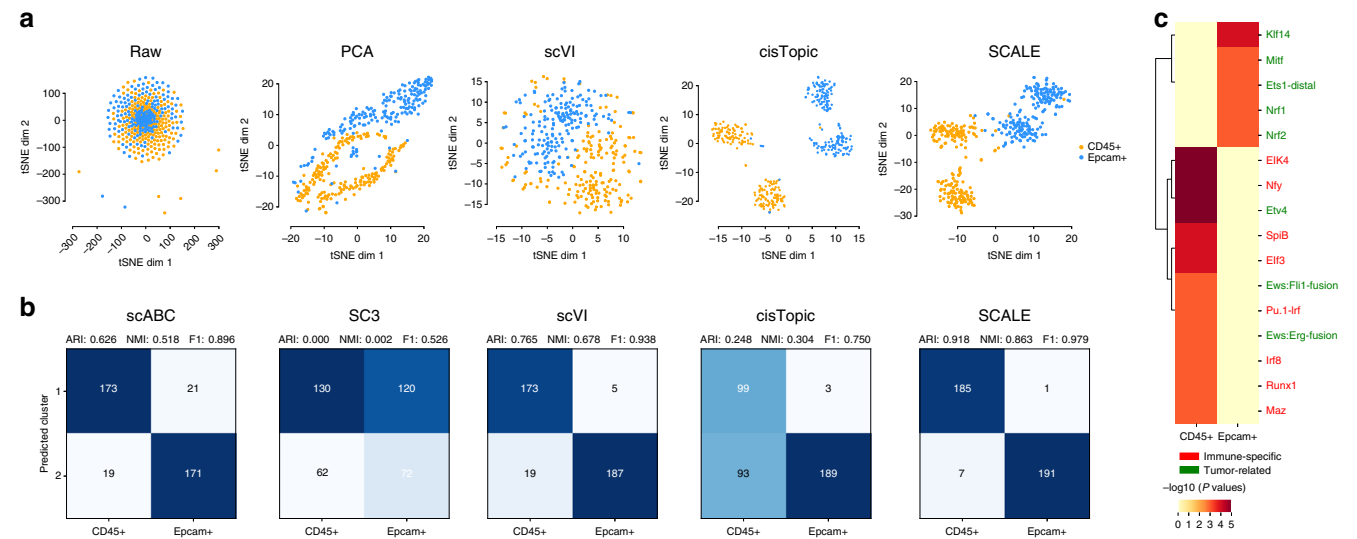 a
Raw
tSNE dim 2
100
0
−100
−200
−300
−300
−200
−100
0
100
200
300
tSNE dim 1
PCA
tSNE dim 2
20
10
0
−10
−20
−20
−10
0
10
20
tSNE dim 1
scVI
tSNE dim 2
15
10
5
0
−5
−10
−15
−15
−10
−5
0
5
10
tSNE dim 1
cisTopic
tSNE dim 2
20
10
0
−10
−20
−15
−10
−5
0
5
10
15
tSNE dim 1
SCALE
tSNE dim 2
20
10
0
−10
−20
−30
−10
0
10
20
tSNE dim 1
CD45+
Epcam+
b
Predicted cluster
1
2
scABC
ARI: 0.626 NMI: 0.518 F1: 0.896
173 21
19 171
CD45+ Epcam+
SC3
ARI: 0.000 NMI: 0.002 F1: 0.526
130 120
62 72
CD45+ Epcam+
scVI
ARI: 0.765 NMI: 0.678 F1: 0.938
173 5
19 187
CD45+ Epcam+
cisTopic
ARI: 0.248 NMI: 0.304 F1: 0.750
99 3
93 189
CD45+ Epcam+
SCALE
ARI: 0.918 NMI: 0.863 F1: 0.979
185 1
7 191
CD45+ Epcam+
c
Klf14
Mitf
Ets1-distal
Nrf1
Nrf2
ElK4
Nfy
Etv4
SpiB
Elf3
Ews:Fli1-fusion
Pu.1-Irf
Ews:Erg-fusion
Irf8
Runx1
Maz
CD45+ Epcam+
Immune-specific
Tumor-related
−log10 (P values)
0 1 2 3 4 5